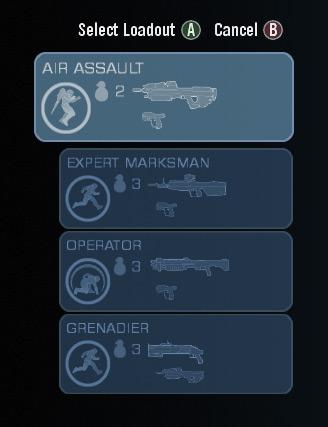 Select Loadout A Cancel B
AIR ASSAULT
2
EXPERT MARKSMAN
3
OPERATOR
3
GRENADIER
3